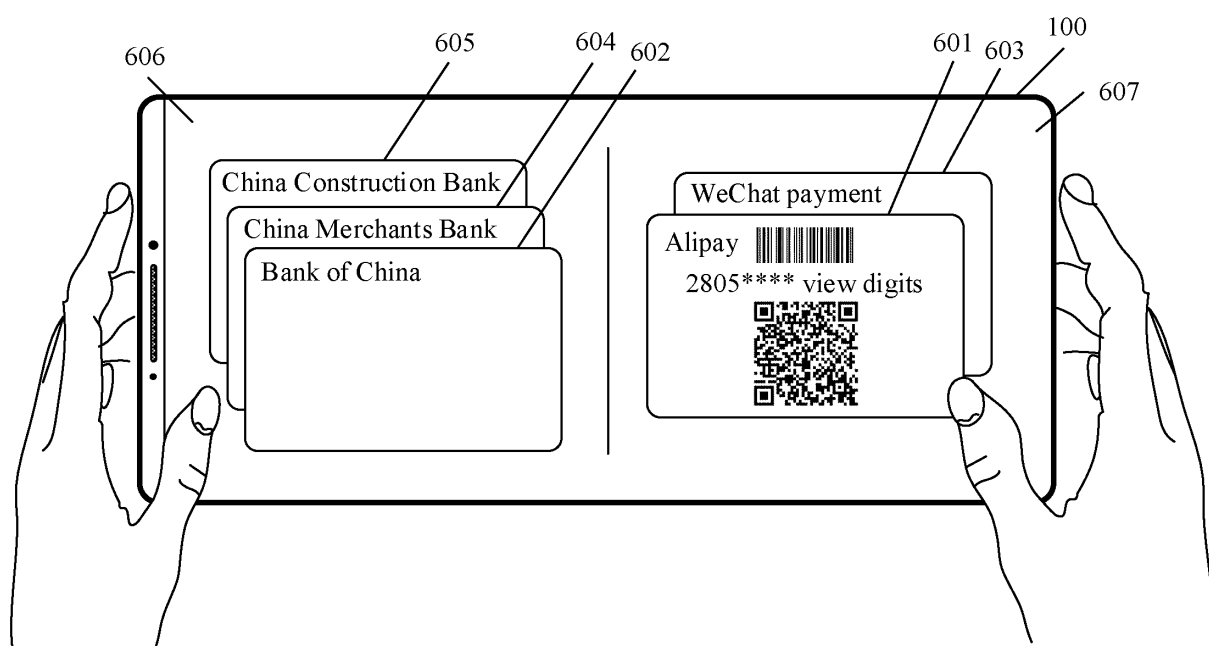 606
605
604
602
601
603
100
607
China Construction Bank
China Merchants Bank
Bank of China
WeChat payment
Alipay
2805**** view digits